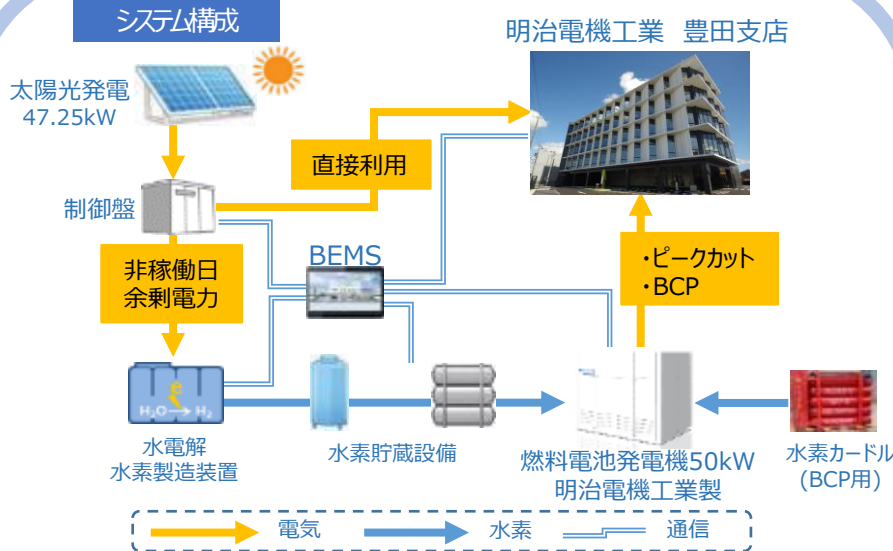 システム構成
明治電機工業 豊田支店
太陽光発電
47.25kW
直接利用
制御盤
BEMS
非稼働日
余剰電力
・ピークカット
・BCP
e
H₂O→H₂
水電解
水素製造装置
水素貯蔵設備
燃料電池発電機50kW
明治電機工業製
水素カードル
(BCP用)
電気
水素
通信